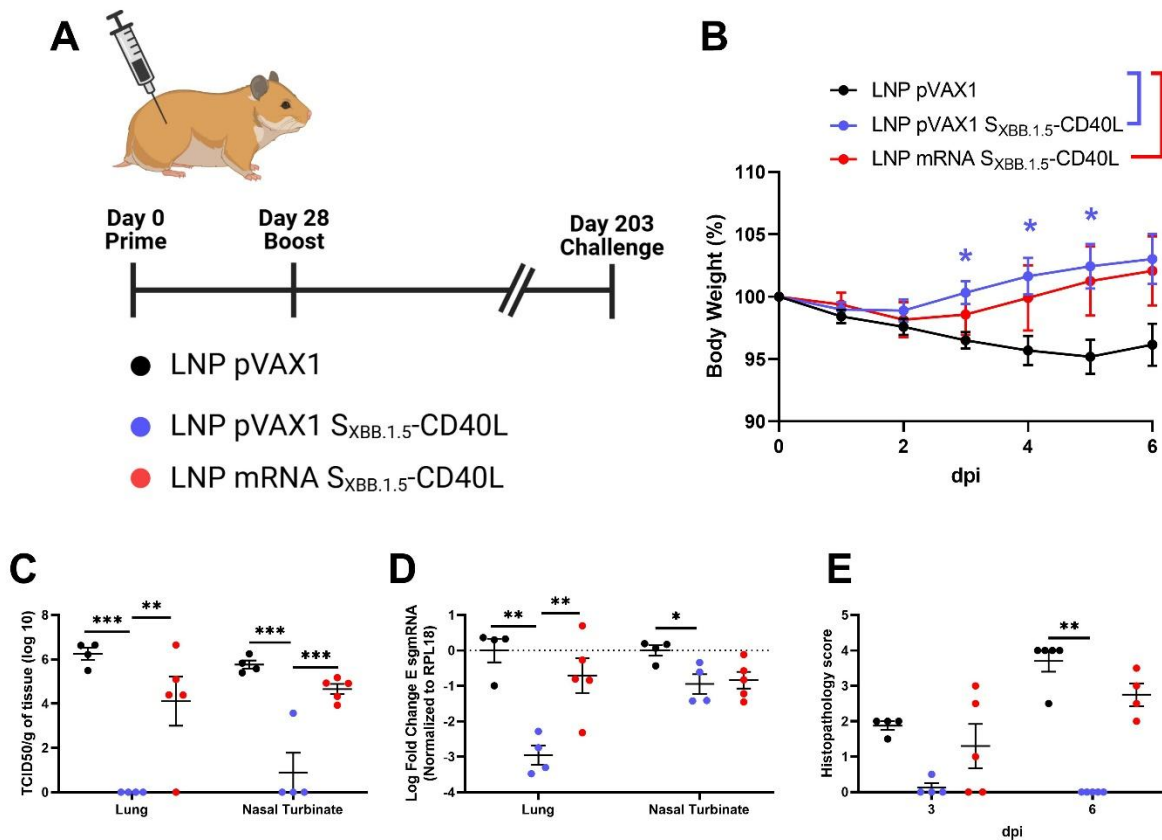 A
Day 0
Prime
Day 28
Boost
Day 203
Challenge
LNP pVAX1
LNP pVAX1 SXBB.1.5-CD40L
LNP mRNA SXBB.1.5-CD40L
B
LNP pVAX1
LNP pVAX1 SXBB.1.5-CD40L
LNP mRNA SXBB.1.5-CD40L
Body Weight (%)
110
105
100
95
90
* * *
0 2 4 6
dpi
C
TCID50/g of tissue (log 10)
8
6
4
2
0
*** **
*** ***
Lung Nasal Turbinate
D
Log Fold Change E sgmRNA
(Normalized to RPL18)
1
0
-1
-2
-3
-4
** ** *
Lung Nasal Turbinate
E
Histopathology score
5
4
3
2
1
0
**
3 6
dpi